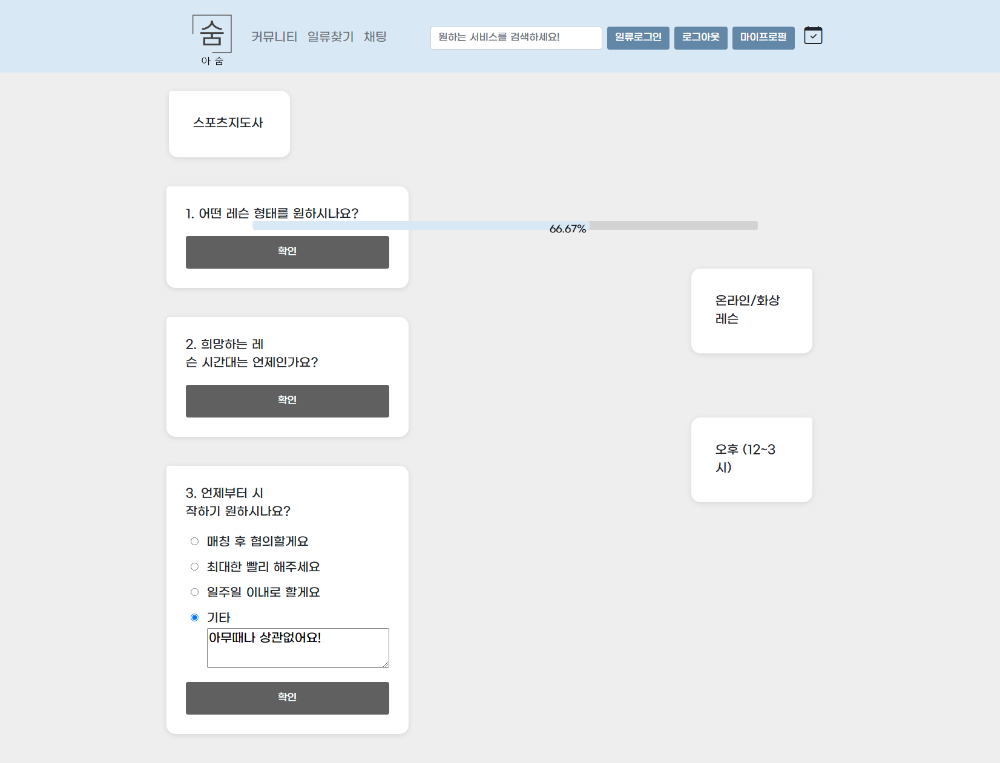 숨
아 숨
커뮤니티 일류찾기 채팅
원하는 서비스를 검색하세요!
일류로그인
로그아웃
마이프로필
스포츠지도사
1. 어떤 레슨 형태를 원하시나요?
66.67%
확인
온라인/화상
레슨
2. 희망하는 레
슨 시간대는 언제인가요?
확인
오후 (12~3
시)
3. 언제부터 시
작하기 원하시나요?
매칭 후 협의할게요
최대한 빨리 해주세요
일주일 이내로 할게요
기타
아무때나 상관없어요!
확인